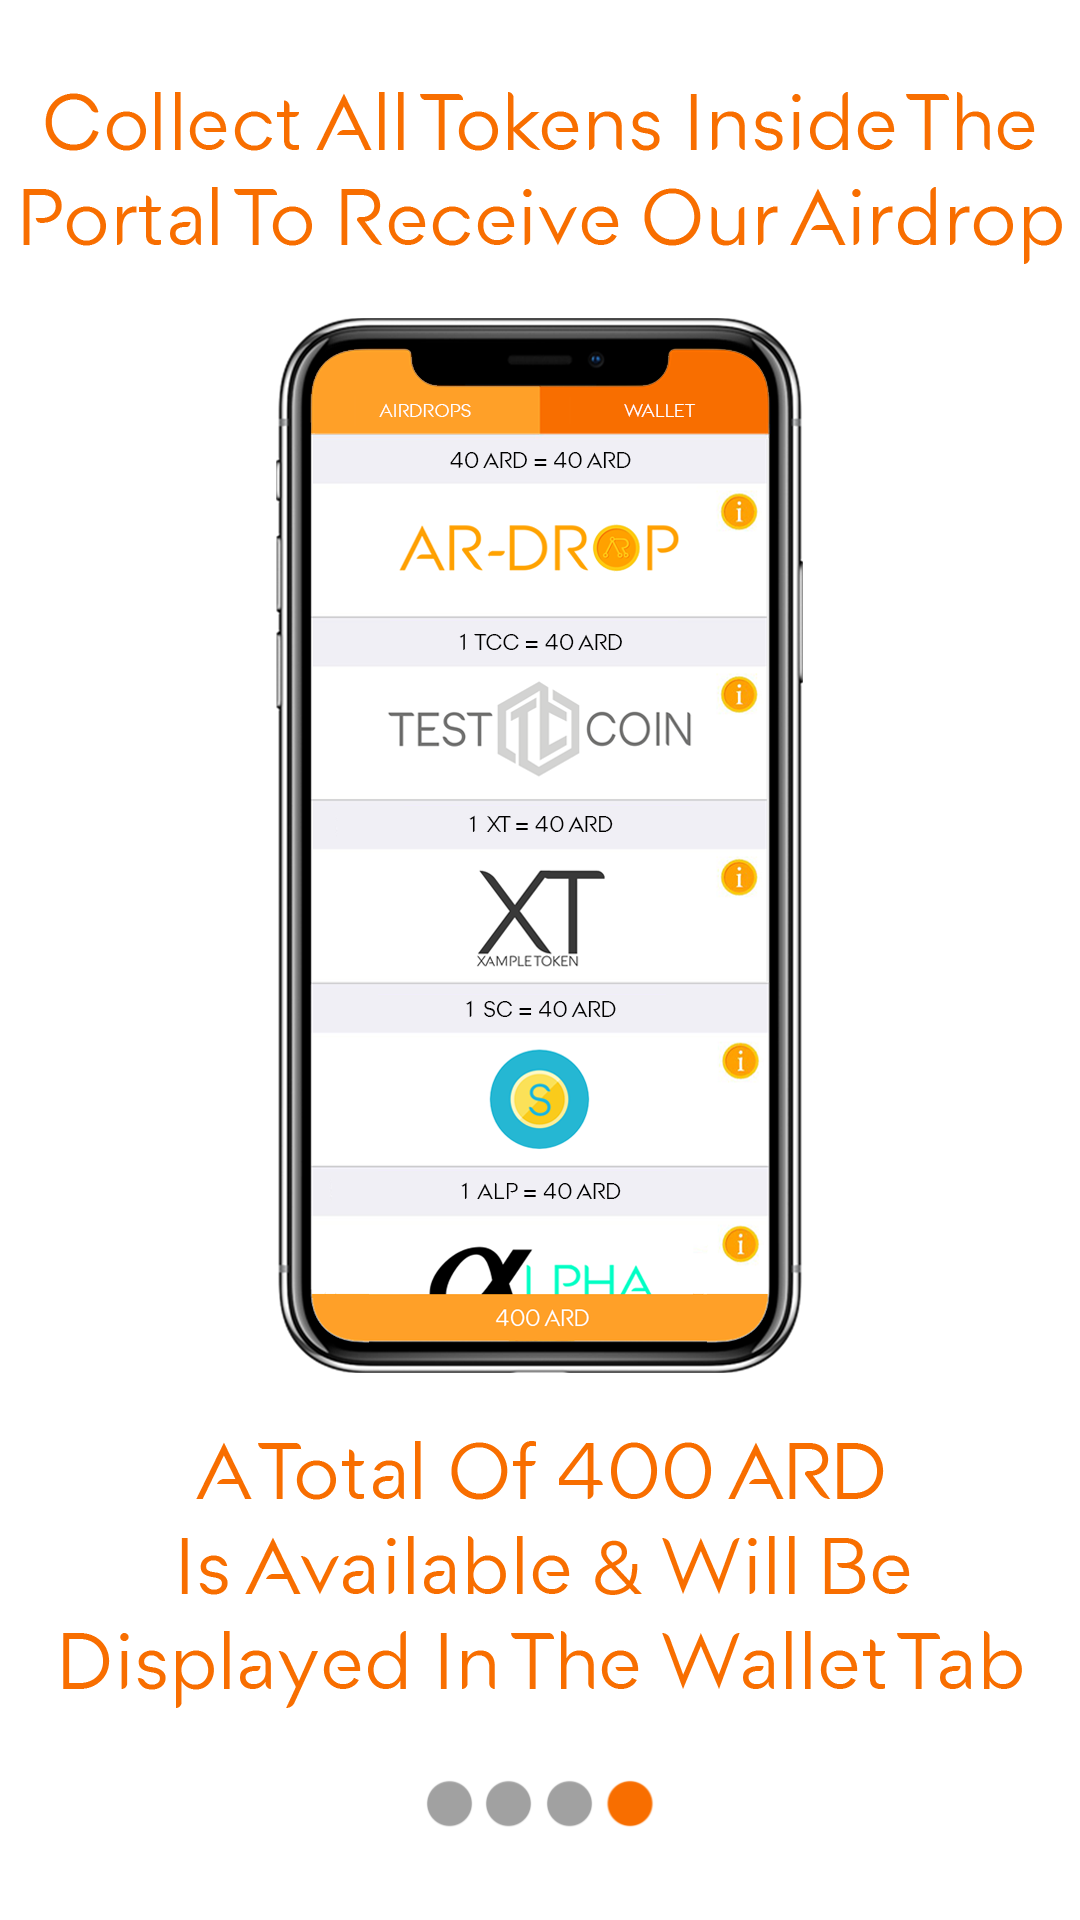 Collect All Tokens Inside The
Portal To Receive Our Airdrop
AIRDROPS WALLET
40 ARD = 40 ARD
i
AR-DROP
1 TCC = 40 ARD
i
TEST TC COIN
1 XT = 40 ARD
i
XT
XAMPLE TOKEN
1 SC = 40 ARD
i
S
1 ALP = 40 ARD
i
αLPHA
400 ARD
A Total Of 400 ARD
Is Available & Will Be
Displayed In The Wallet Tab